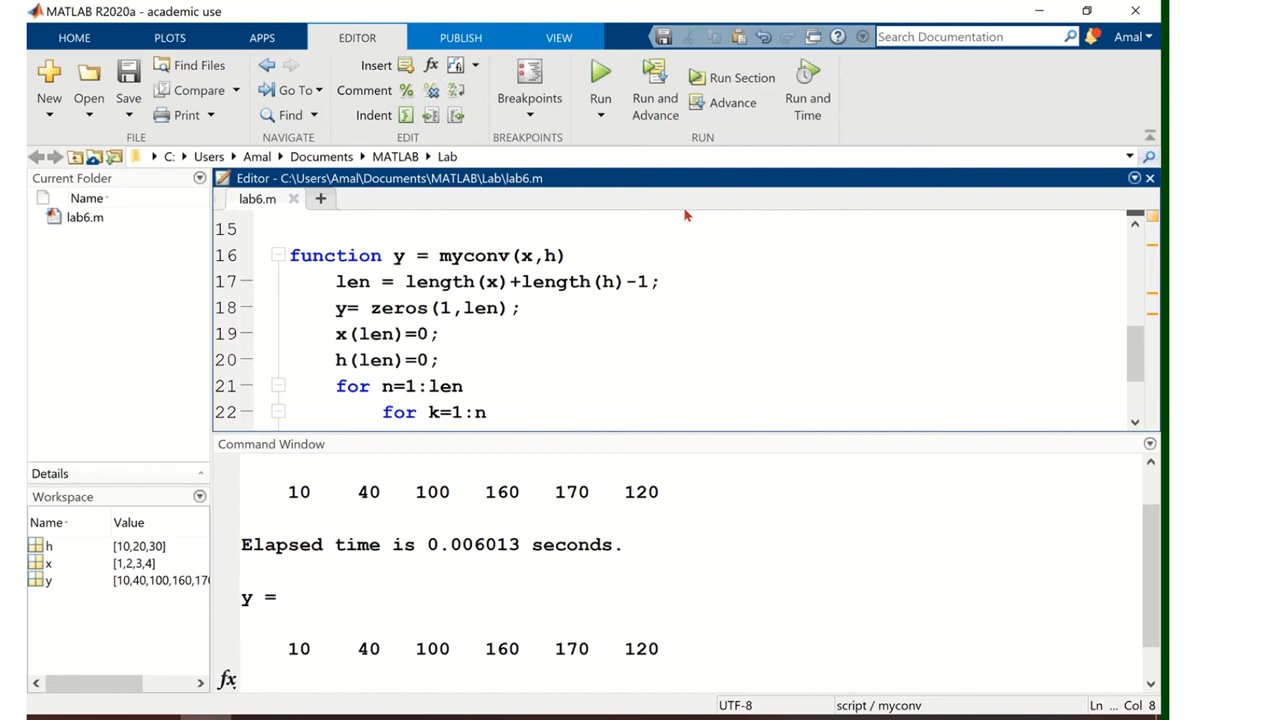 MATLAB R2020a - academic use
HOME PLOTS APPS EDITOR PUBLISH VIEW Search Documentation Amal
New Open Save Find Files Compare Print
Insert Comment Indent
Go To Find
Breakpoints Run Run and Advance Run Section Advance Run and Time
FILE NAVIGATE EDIT BREAKPOINTS RUN
C: Users Amal Documents MATLAB Lab
Current Folder
Name
lab6.m
Details
Workspace
Name Value
h [10,20,30]
x [1,2,3,4]
y [10,40,100,160,170
Editor - C:\Users\Amal\Documents\MATLAB\Lab\lab6.m
lab6.m
15
16 function y = myconv(x,h)
17 len = length(x)+length(h)-1;
18 y= zeros(1,len);
19 x(len)=0;
20 h(len)=0;
21 for n=1:len
22 for k=1:n
Command Window
10 40 100 160 170 120
Elapsed time is 0.006013 seconds.
y =
10 40 100 160 170 120
fx
UTF-8 script / myconv Ln ... Col 8